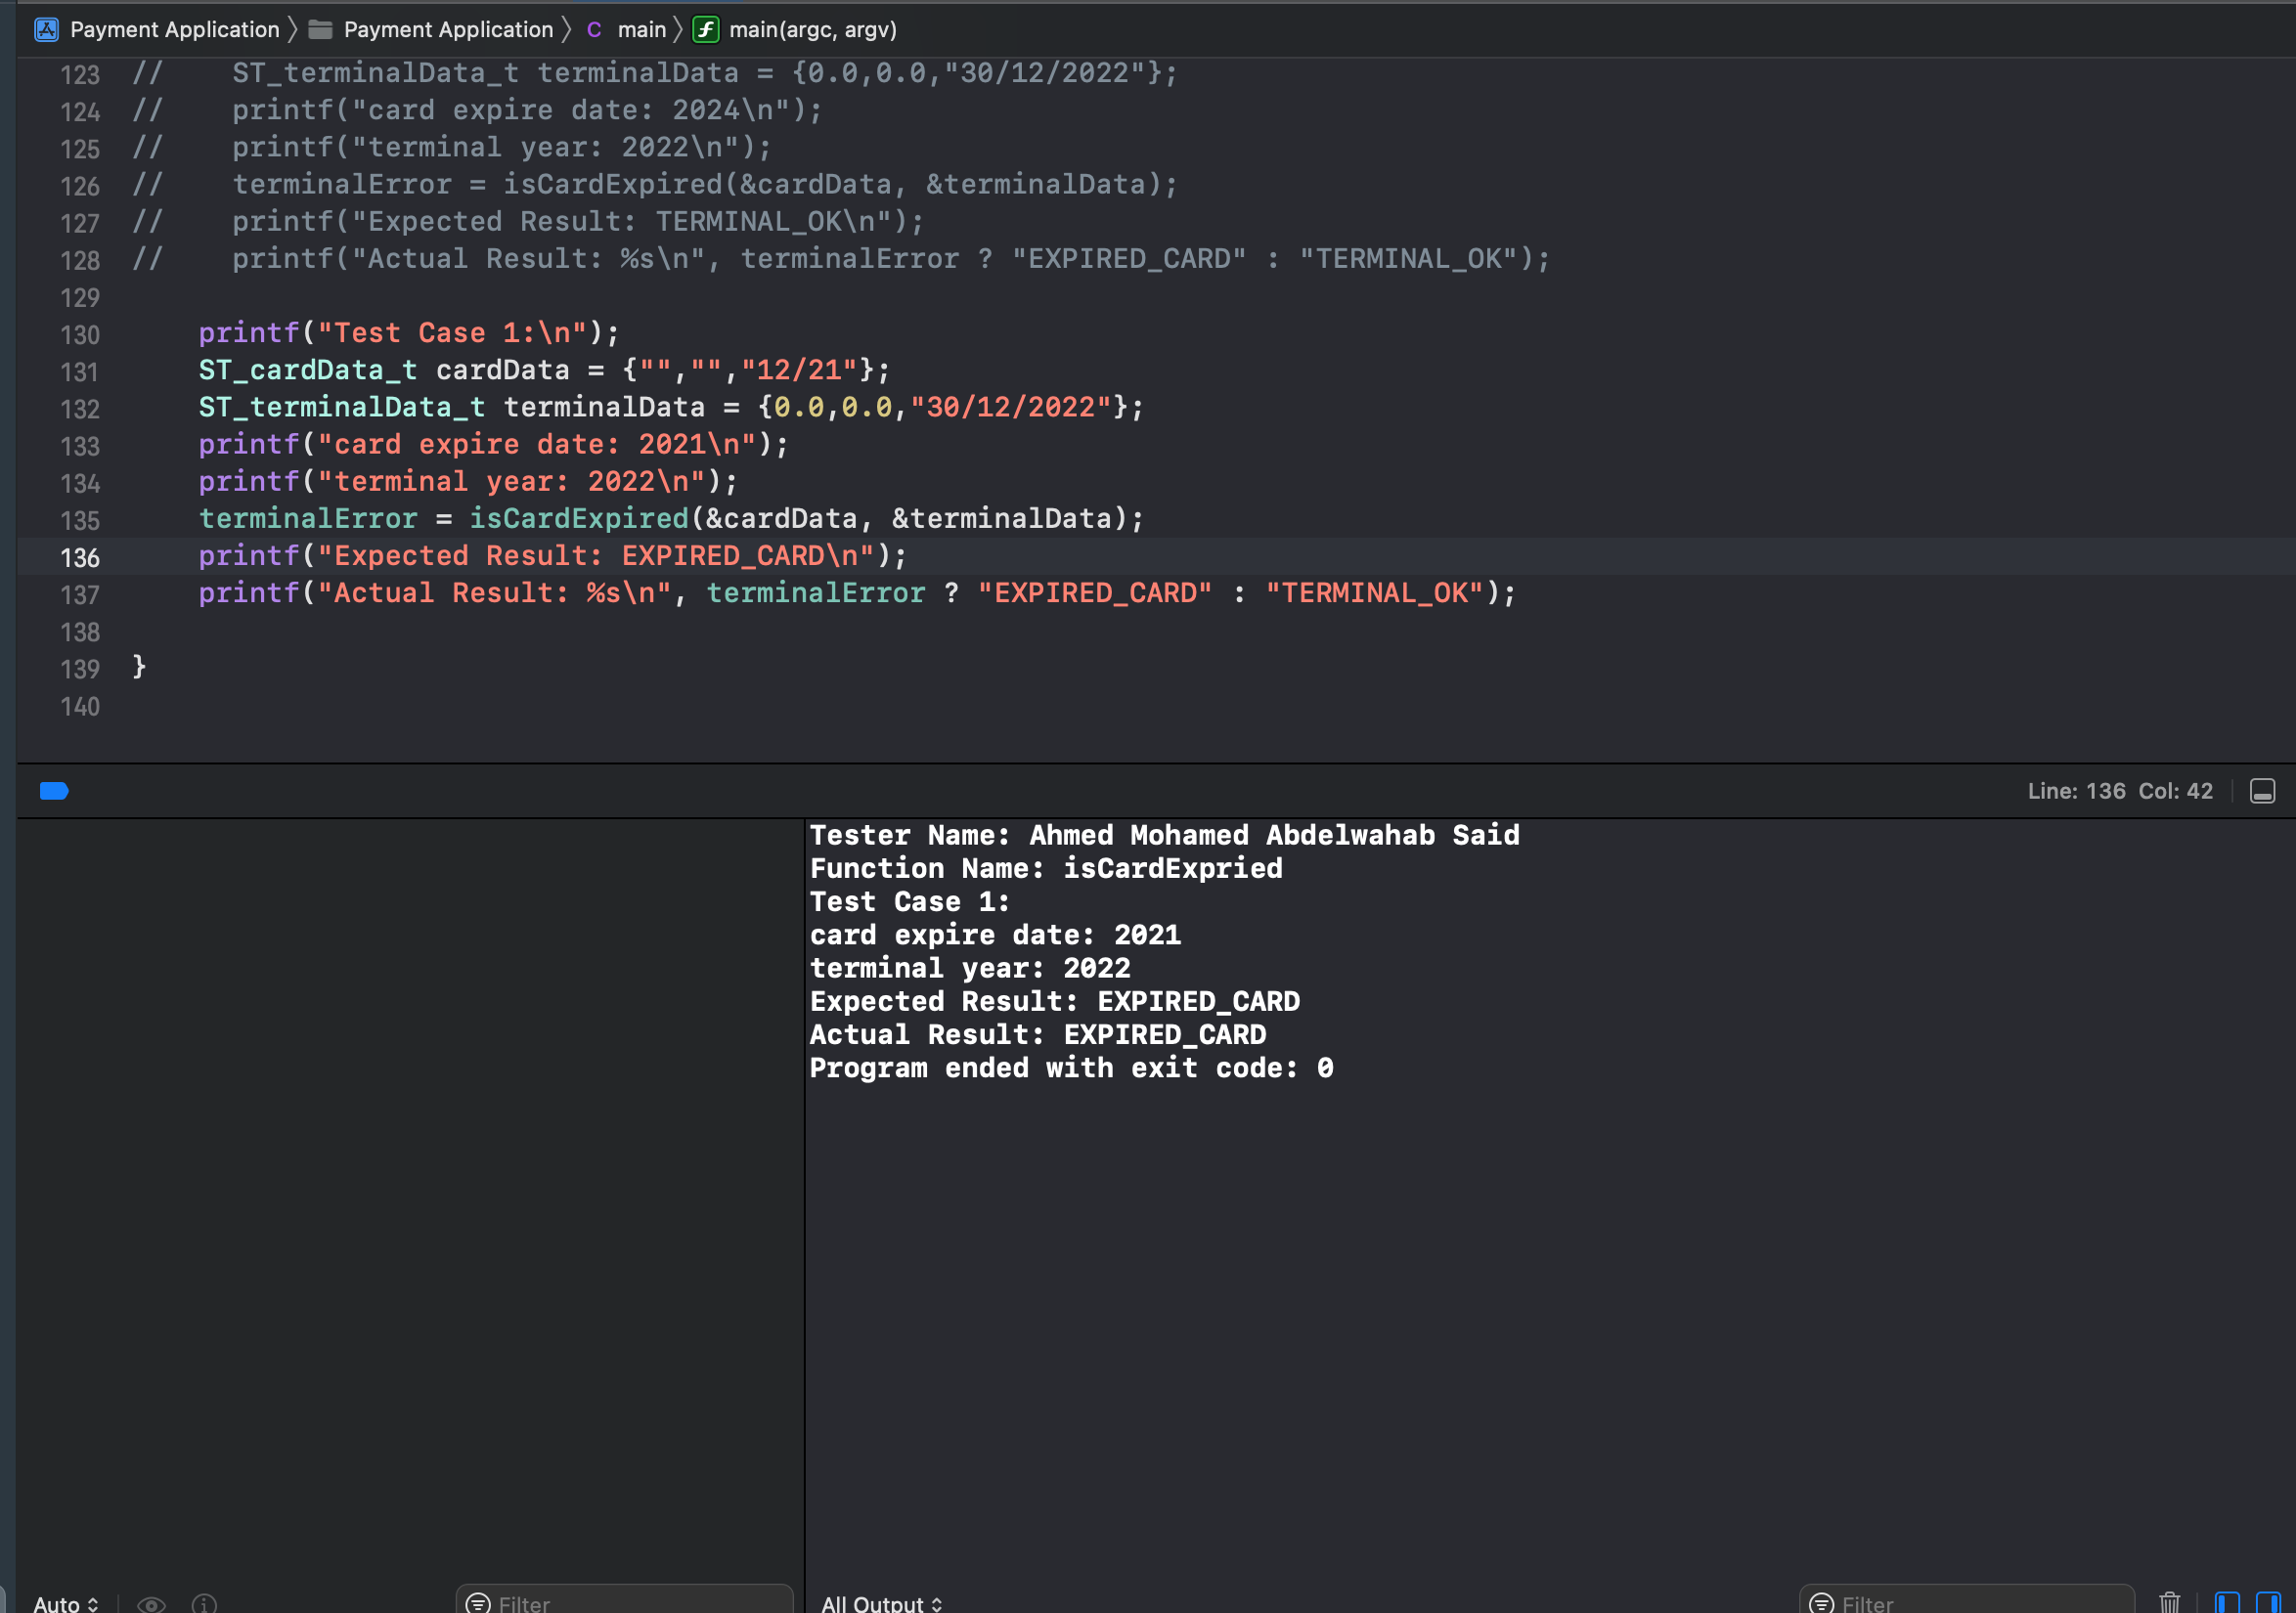 Payment Application 〉 Payment Application 〉 C main 〉 f main(argc, argv)
123 //    ST_terminalData_t terminalData = {0.0,0.0,"30/12/2022"};
124 //    printf("card expire date: 2024\n");
125 //    printf("terminal year: 2022\n");
126 //    terminalError = isCardExpired(&cardData, &terminalData);
127 //    printf("Expected Result: TERMINAL_OK\n");
128 //    printf("Actual Result: %s\n", terminalError ? "EXPIRED_CARD" : "TERMINAL_OK");
129
130     printf("Test Case 1:\n");
131     ST_cardData_t cardData = {"","","12/21"};
132     ST_terminalData_t terminalData = {0.0,0.0,"30/12/2022"};
133     printf("card expire date: 2021\n");
134     printf("terminal year: 2022\n");
135     terminalError = isCardExpired(&cardData, &terminalData);
136     printf("Expected Result: EXPIRED_CARD\n");
137     printf("Actual Result: %s\n", terminalError ? "EXPIRED_CARD" : "TERMINAL_OK");
138
139 }
140
Line: 136 Col: 42
Tester Name: Ahmed Mohamed Abdelwahab Said
Function Name: isCardExpried
Test Case 1:
card expire date: 2021
terminal year: 2022
Expected Result: EXPIRED_CARD
Actual Result: EXPIRED_CARD
Program ended with exit code: 0
Auto Filter All Output Filter